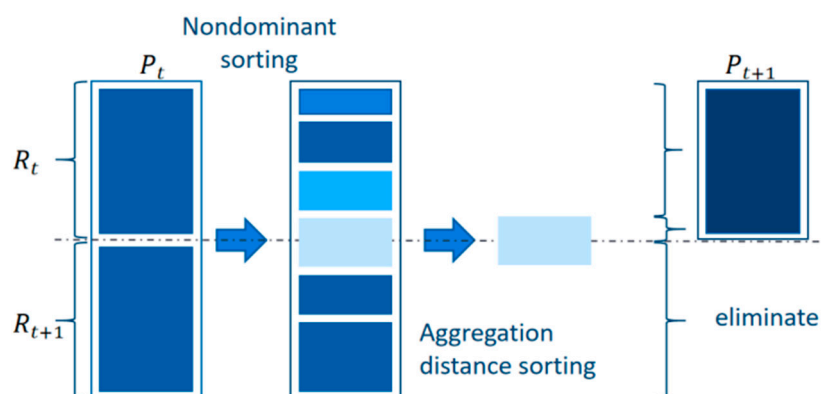 Nondominant
sorting
P_t
P_{t+1}
R_t
R_{t+1}
eliminate
Aggregation
distance sorting